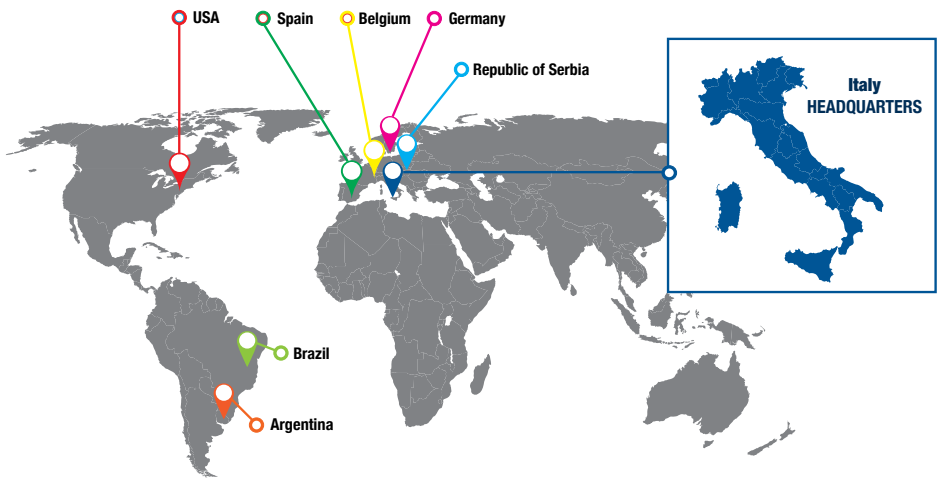 USA
Spain
Belgium
Germany
Republic of Serbia
Italy
HEADQUARTERS
Brazil
Argentina